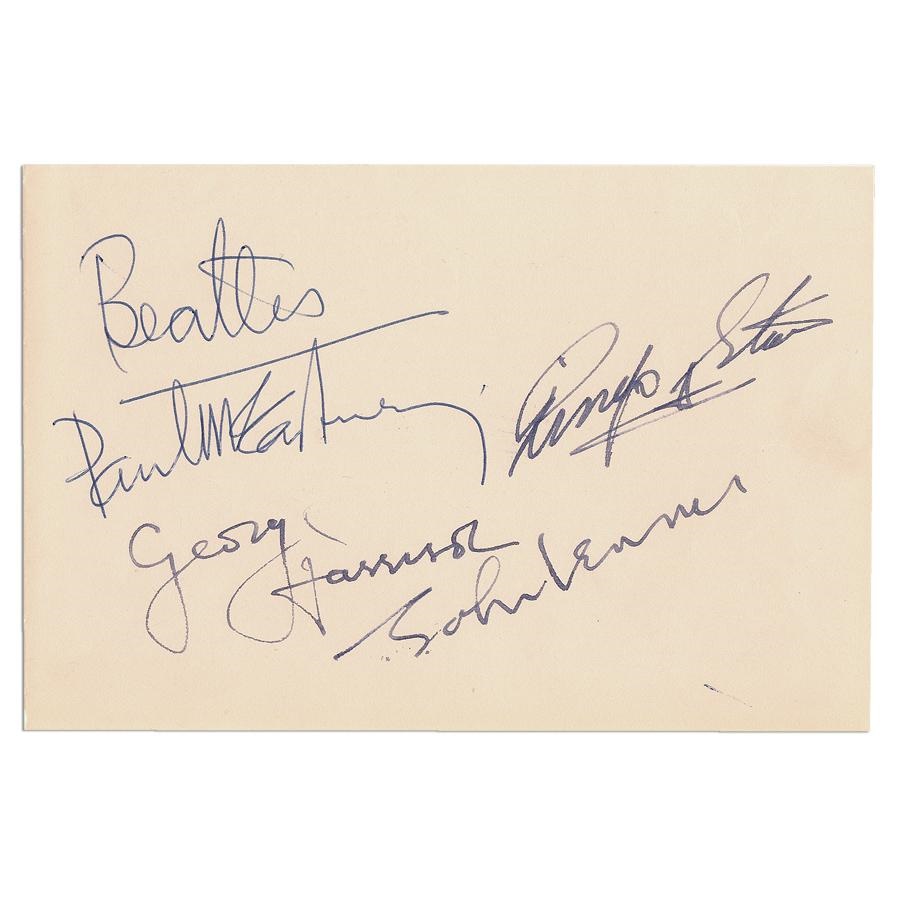 Beatles
Paul McCartney
Ringo Starr
George Harrison
John Lennon